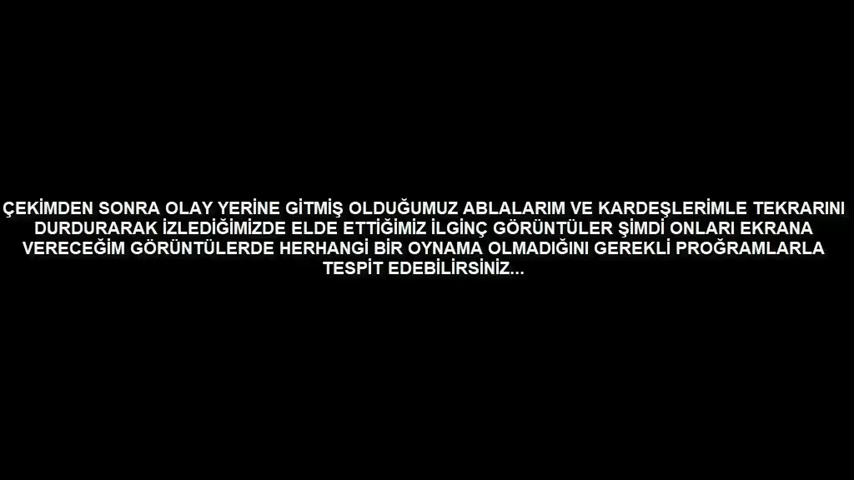 ÇEKİMDEN SONRA OLAY YERİNE GİTMİŞ OLDUĞUMUZ ABLALARIM VE KARDEŞLERİMLE TEKRARINI
DURDURARAK İZLEDİĞİMİZDE ELDE ETTİĞİMİZ İLGİNÇ GÖRÜNTÜLER ŞİMDİ ONLARI EKRANA
VERECEĞİM GÖRÜNTÜLERDE HERHANGİ BİR OYNAMA OLMADIĞINI GEREKLİ PROĞRAMLARLA
TESPİT EDEBİLİRSİNİZ...